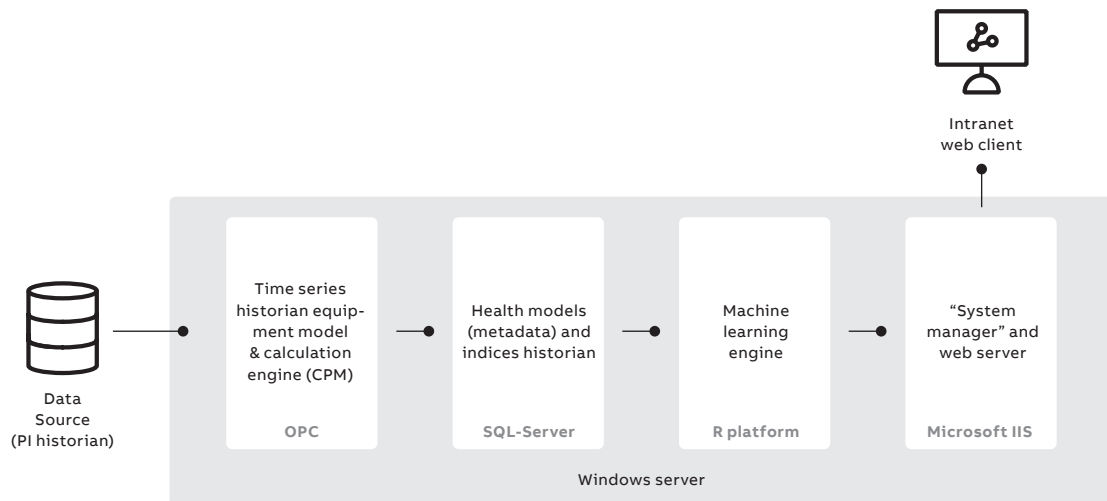 Intranet
web client
Time series
historian equip-
ment model
& calculation
engine (CPM)
OPC
Health models
(metadata) and
indices historian
SQL-Server
Machine
learning
engine
R platform
“System
manager” and
web server
Microsoft IIS
Data
Source
(PI historian)
Windows server